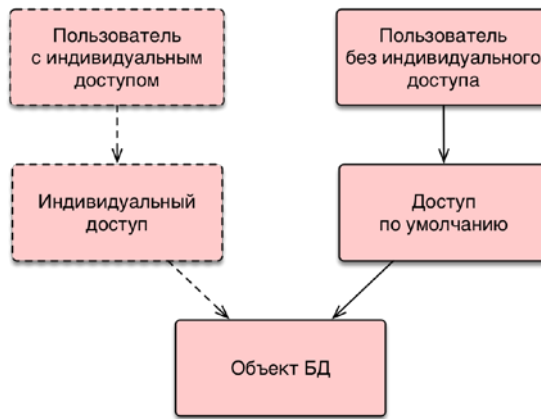 Пользователь
с индивидуальным
доступом
Пользователь
без индивидуального
доступа
Индивидуальный
доступ
Доступ
по умолчанию
Объект БД